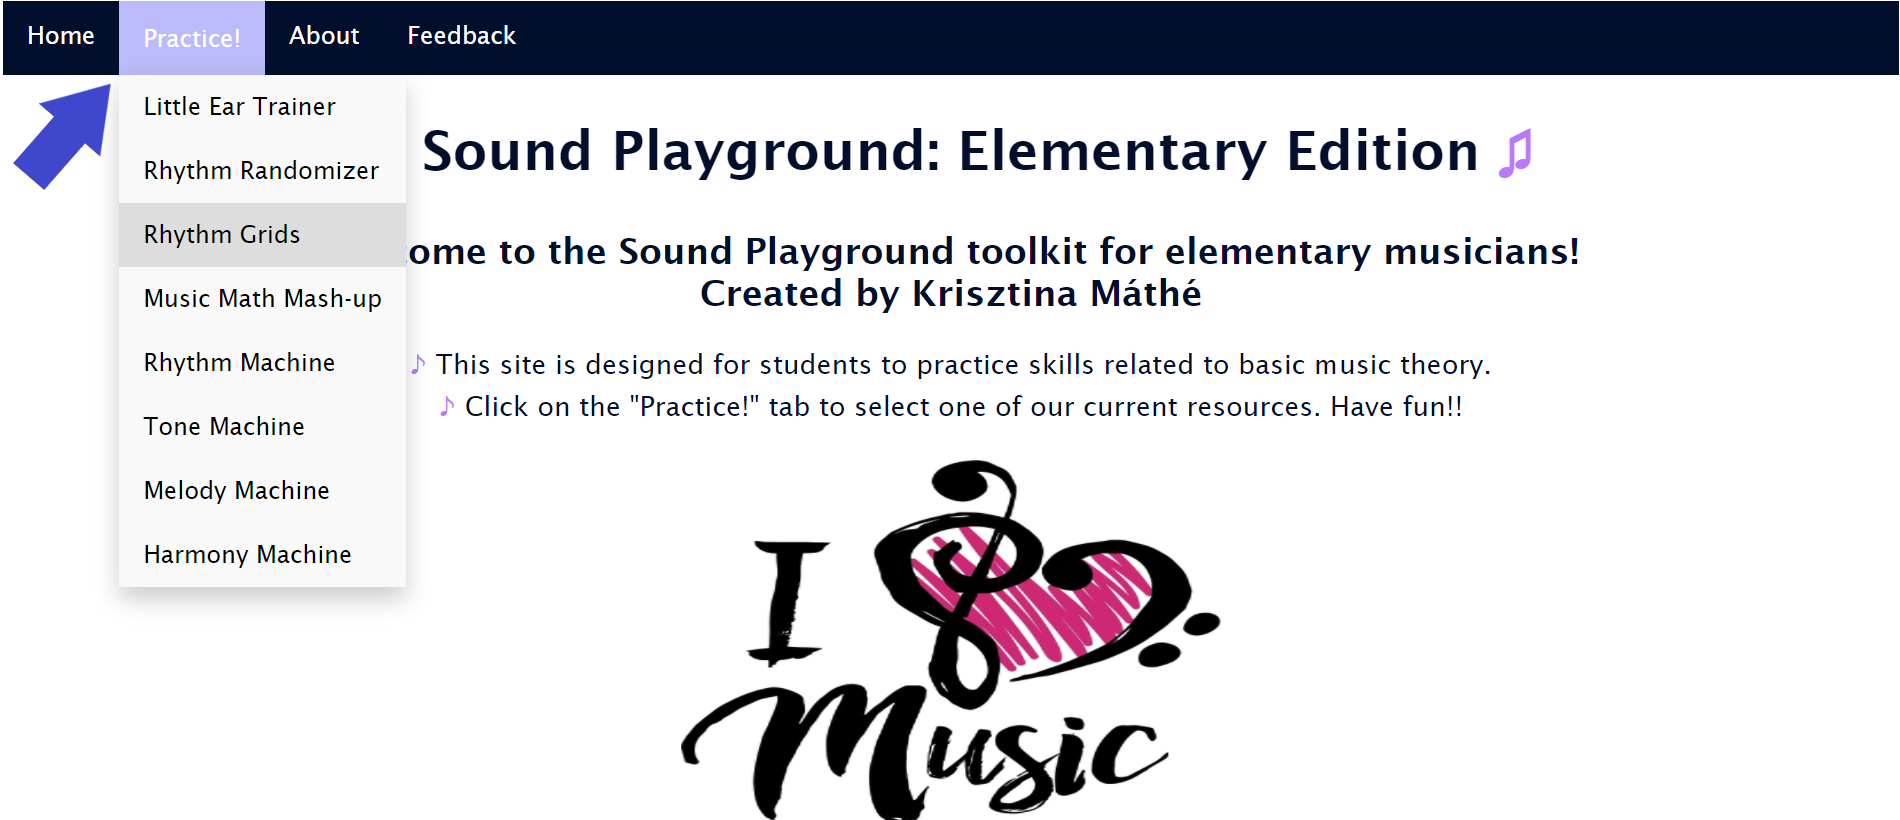 Home Practice! About Feedback
Little Ear Trainer
Rhythm Randomizer
Rhythm Grids
Music Math Mash-up
Rhythm Machine
Tone Machine
Melody Machine
Harmony Machine
Sound Playground: Elementary Edition ♫
ome to the Sound Playground toolkit for elementary musicians!
Created by Krisztina Máthé
♪ This site is designed for students to practice skills related to basic music theory.
♪ Click on the "Practice!" tab to select one of our current resources. Have fun!!
I
Music